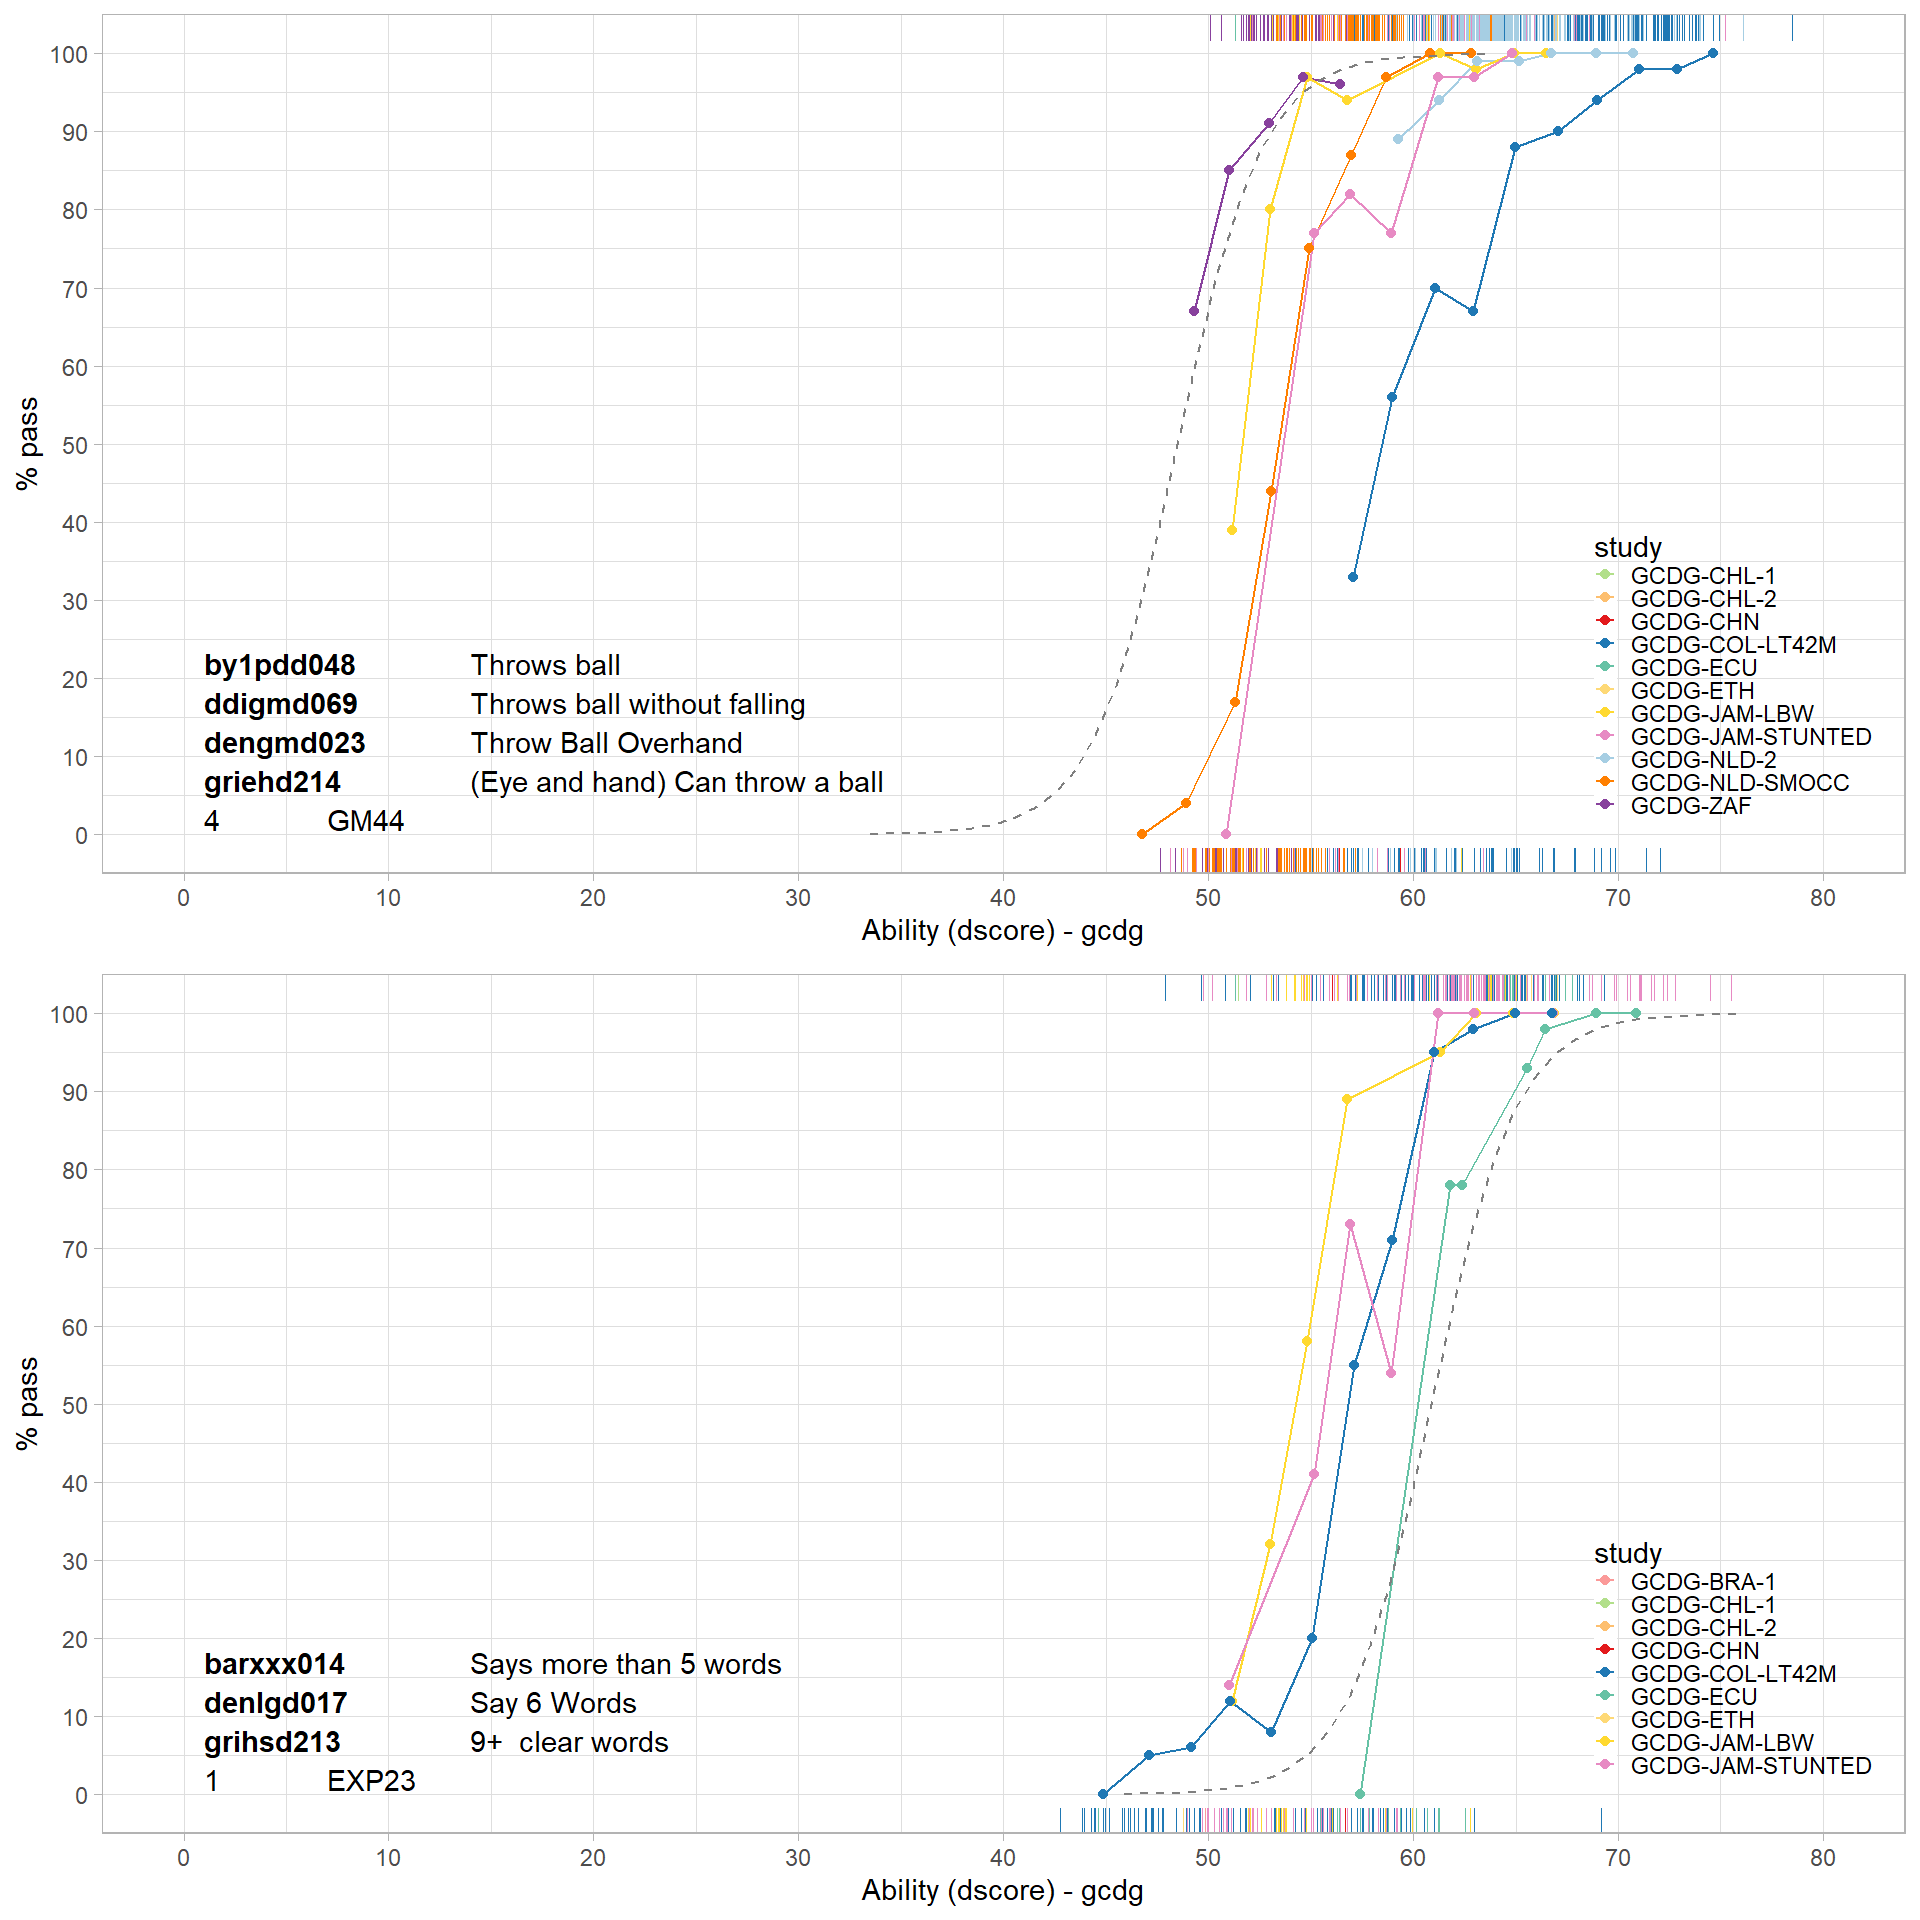 100
90
80
70
60
50
40
30
20
10
0
% pass
by1pdd048 Throws ball
ddigmd069 Throws ball without falling
dengmd023 Throw Ball Overhand
griehd214 (Eye and hand) Can throw a ball
4 GM44
study
GCDG-CHL-1
GCDG-CHL-2
GCDG-CHN
GCDG-COL-LT42M
GCDG-ECU
GCDG-ETH
GCDG-JAM-LBW
GCDG-JAM-STUNTED
GCDG-NLD-2
GCDG-NLD-SMOCC
GCDG-ZAF
0 10 20 30 40 50 60 70 80
Ability (dscore) - gcdg
100
90
80
70
60
50
40
30
20
10
0
% pass
barxxx014 Says more than 5 words
denlgd017 Say 6 Words
grihsd213 9+ clear words
1 EXP23
study
GCDG-BRA-1
GCDG-CHL-1
GCDG-CHL-2
GCDG-CHN
GCDG-COL-LT42M
GCDG-ECU
GCDG-ETH
GCDG-JAM-LBW
GCDG-JAM-STUNTED
0 10 20 30 40 50 60 70 80
Ability (dscore) - gcdg